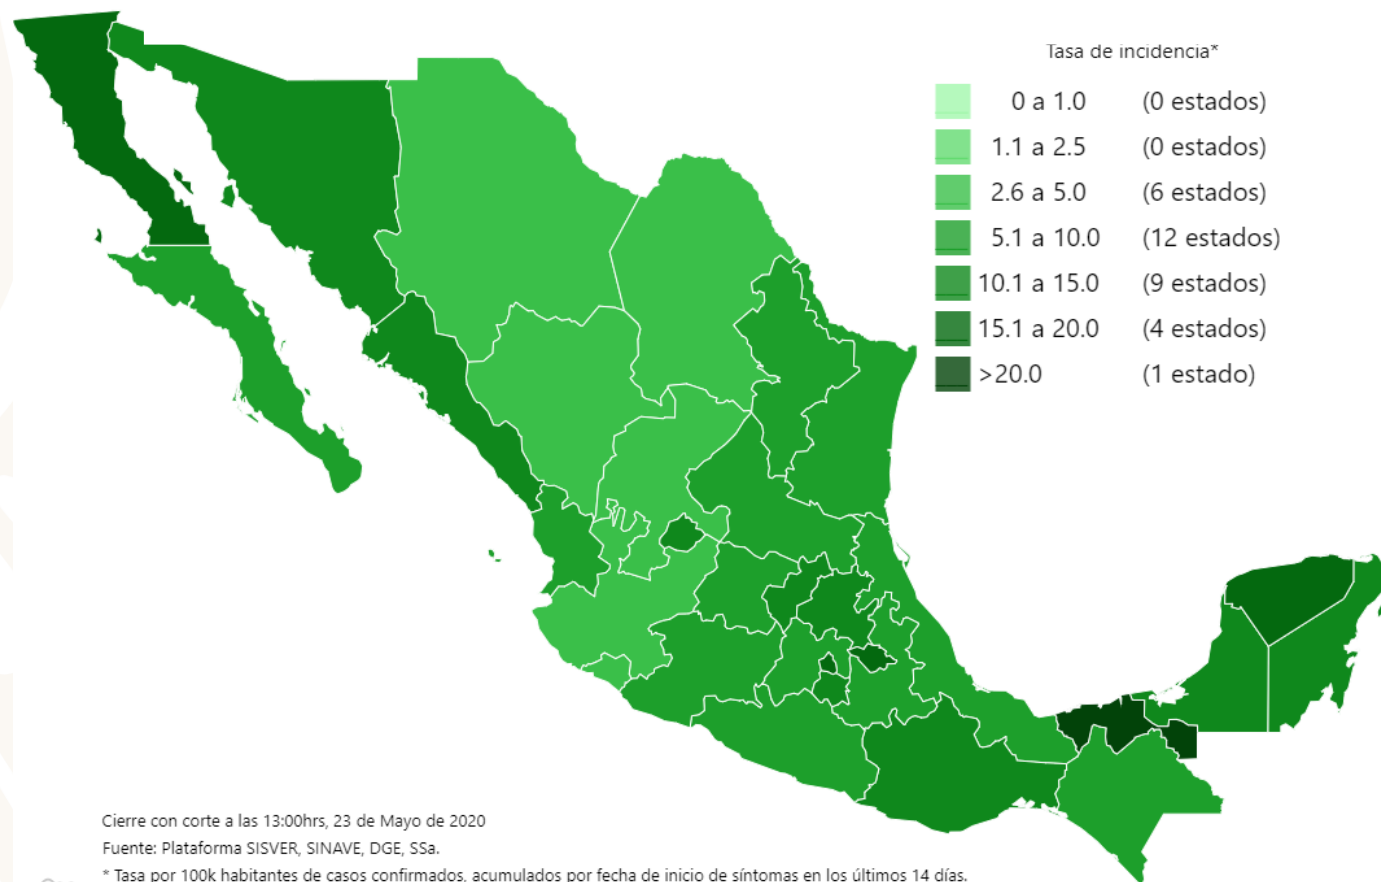 Tasa de incidencia*
0 a 1.0 (0 estados)
1.1 a 2.5 (0 estados)
2.6 a 5.0 (6 estados)
5.1 a 10.0 (12 estados)
10.1 a 15.0 (9 estados)
15.1 a 20.0 (4 estados)
>20.0 (1 estado)
Cierre con corte a las 13:00hrs, 23 de Mayo de 2020
Fuente: Plataforma SISVER, SINAVE, DGE, SSa.
* Tasa por 100k habitantes de casos confirmados, acumulados por fecha de inicio de síntomas en los últimos 14 días.